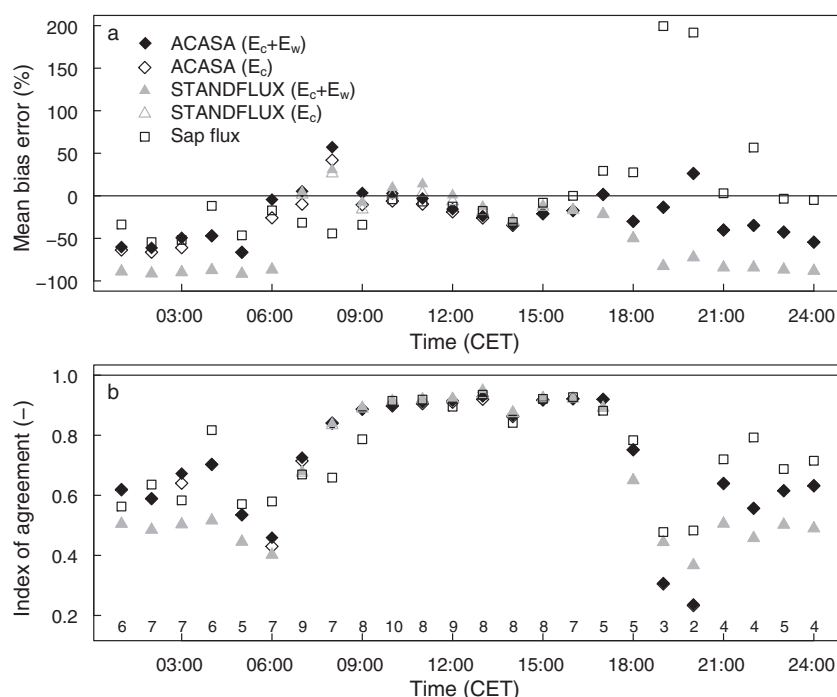 a
ACASA (Ec+Ew)
ACASA (Ec)
STANDFLUX (Ec+Ew)
STANDFLUX (Ec)
Sap flux
Mean bias error (%)
200
150
100
50
0
−50
−100
03:00 06:00 09:00 12:00 15:00 18:00 21:00 24:00
Time (CET)
b
Index of agreement (−)
1.0
0.8
0.6
0.4
0.2
6 7 7 6 5 7 9 7 8 10 8 9 8 8 8 7 5 5 3 2 4 4 5 4
03:00 06:00 09:00 12:00 15:00 18:00 21:00 24:00
Time (CET)